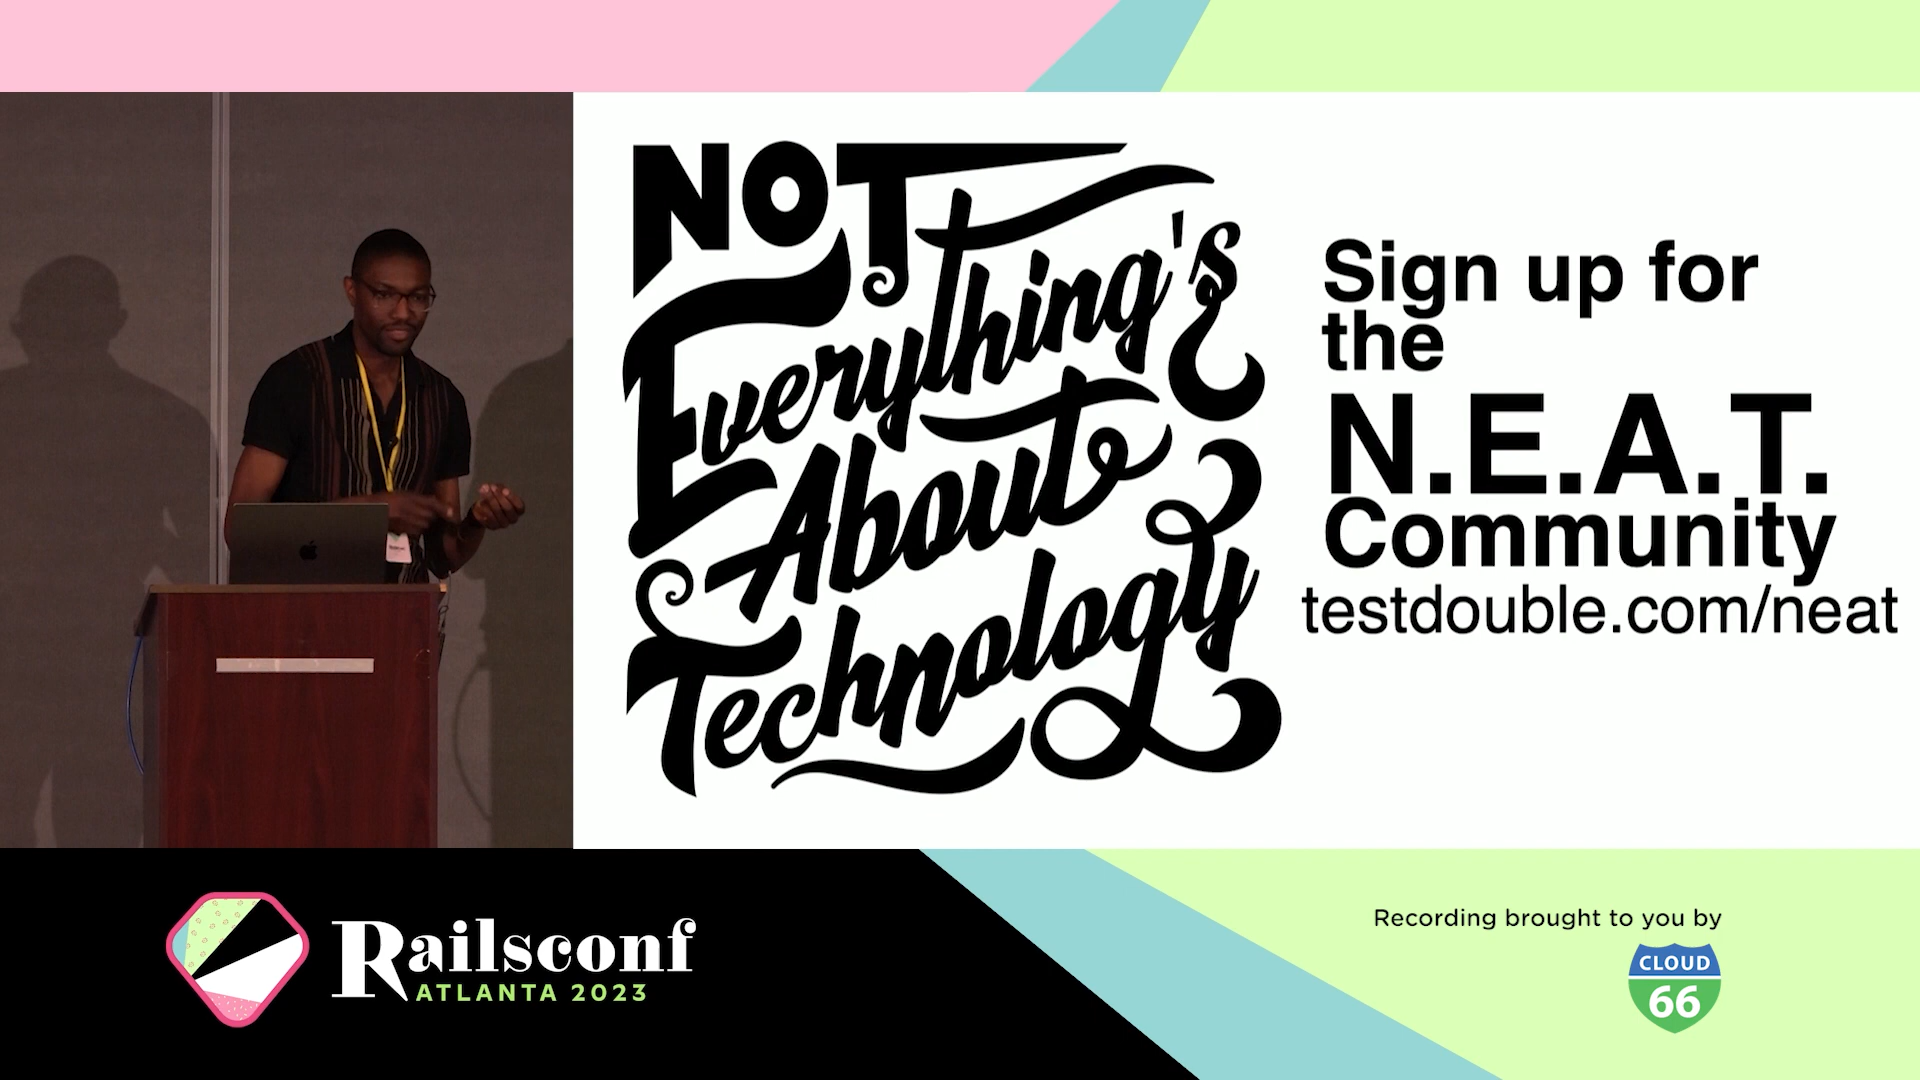 NOT
Everything's
About
Technology
Sign up for
the
N.E.A.T.
Community
testdouble.com/neat
Railsconf
ATLANTA 2023
Recording brought to you by
CLOUD
66